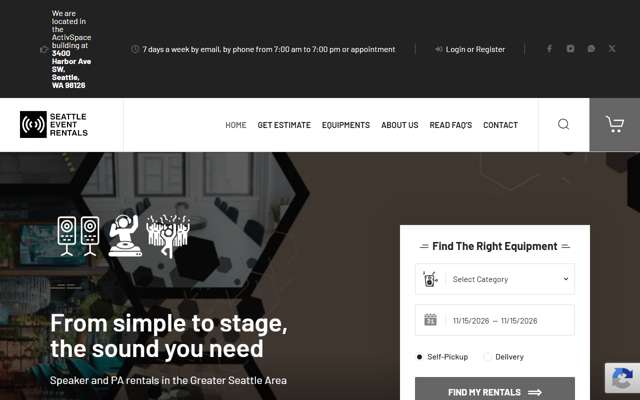 We are
located in
the
ActivSpace
building at
3400
Harbor Ave
SW,
Seattle,
WA 98126
7 days a week by email, by phone from 7:00 am to 7:00 pm or appointment
Login or Register
SEATTLE
EVENT
RENTALS
HOME
GET ESTIMATE
EQUIPMENTS
ABOUT US
READ FAQ'S
CONTACT
From simple to stage,
the sound you need
Speaker and PA rentals in the Greater Seattle Area
Find The Right Equipment
Select Category
31
11/15/2026 — 11/15/2026
Self-Pickup
Delivery
FIND MY RENTALS